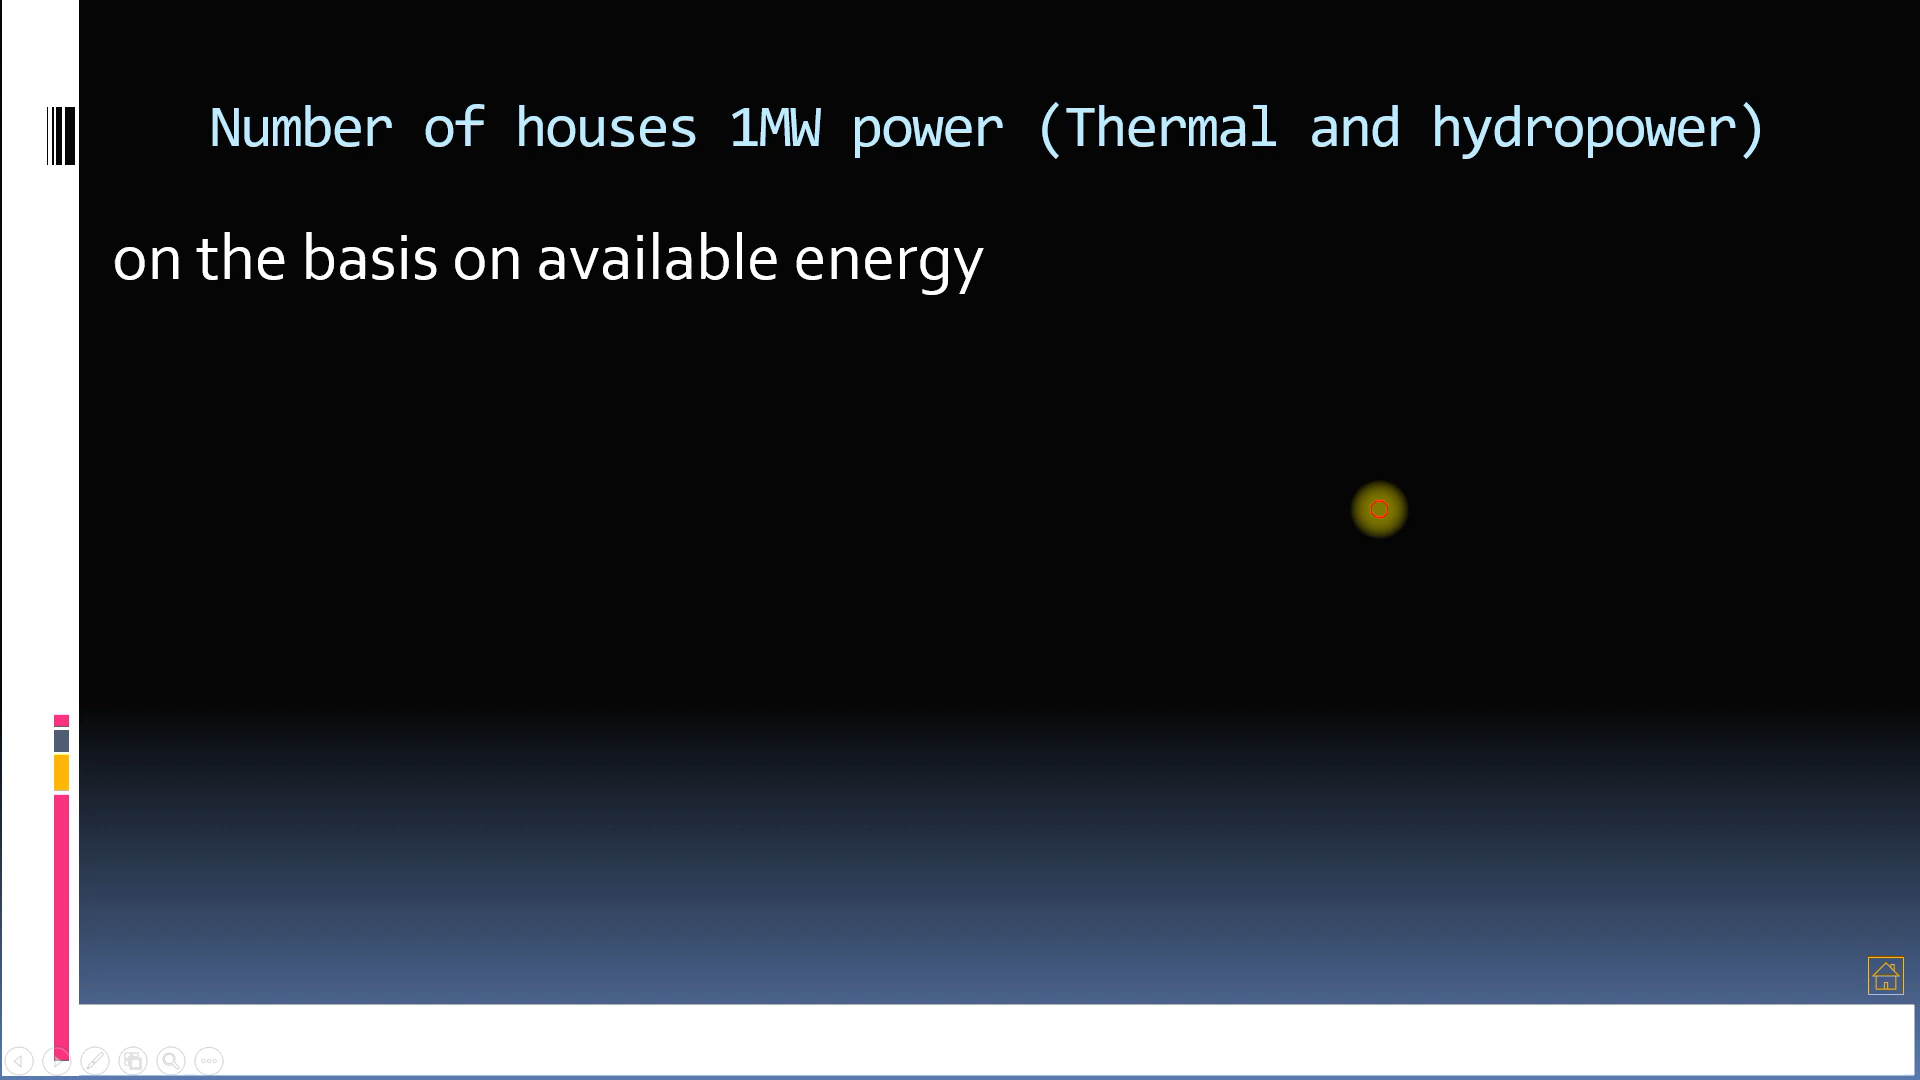 Number of houses 1MW power (Thermal and hydropower)
on the basis on available energy